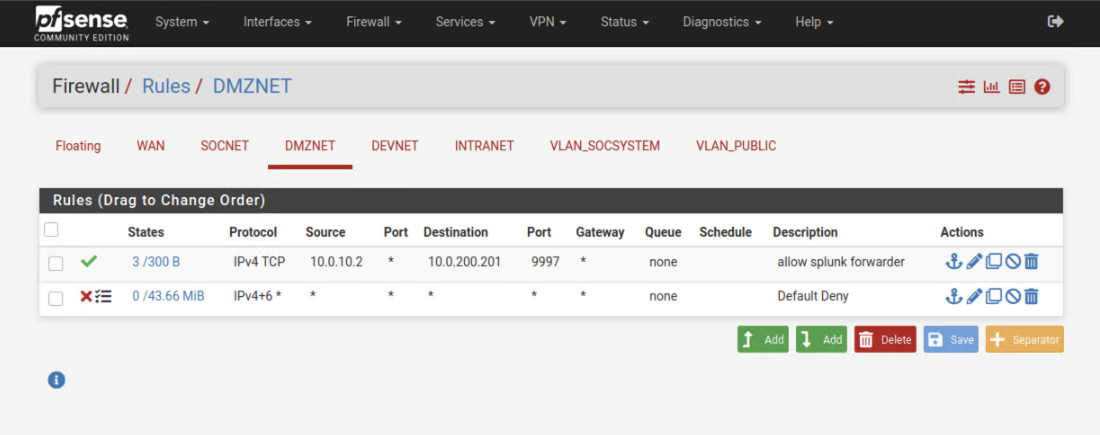 pfsense System Interfaces Firewall Services VPN Status Diagnostics Help
COMMUNITY EDITION
Firewall / Rules / DMZNET
Floating WAN SOCNET DMZNET DEVNET INTRANET VLAN_SOCSYSTEM VLAN_PUBLIC
Rules (Drag to Change Order)
States Protocol Source Port Destination Port Gateway Queue Schedule Description Actions
3 /300 B IPv4 TCP 10.0.10.2 * 10.0.200.201 9997 * none allow splunk forwarder
0 /43.66 MiB IPv4+6 * * * * * * none Default Deny
Add Add Delete Save Separator